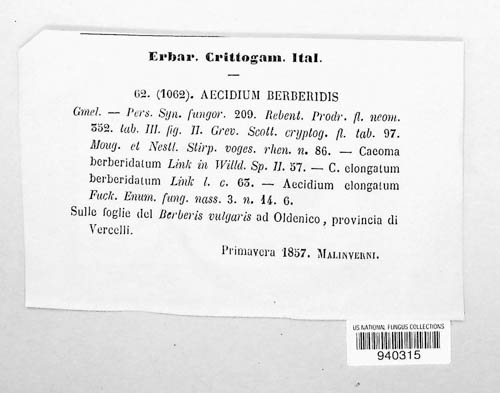 Erbar. Crittogam. Ital.
62. (1062). AECIDIUM BERBERIDIS
Gmel. — Pers. Syn. fungor. 209. Rebent. Prodr. fl. neom.
352. tab. III. fig. II. Grev. Scott. cryptog. fl. tab. 97.
Moug. et Nestl. Stirp. voges. rhen. n. 86. — Caeoma
berberidatum Link in Willd. Sp. II. 57. — C. elongatum
berberidatum Link l. c. 63. — Aecidium elongatum
Fuck. Enum. fung. nass. 3. n. 14. 6.
Sulle foglie del Berberis vulgaris ad Oldenico, provincia di
Vercelli.
Primavera 1857. MALINVERNI.
US NATIONAL FUNGUS COLLECTIONS
940315